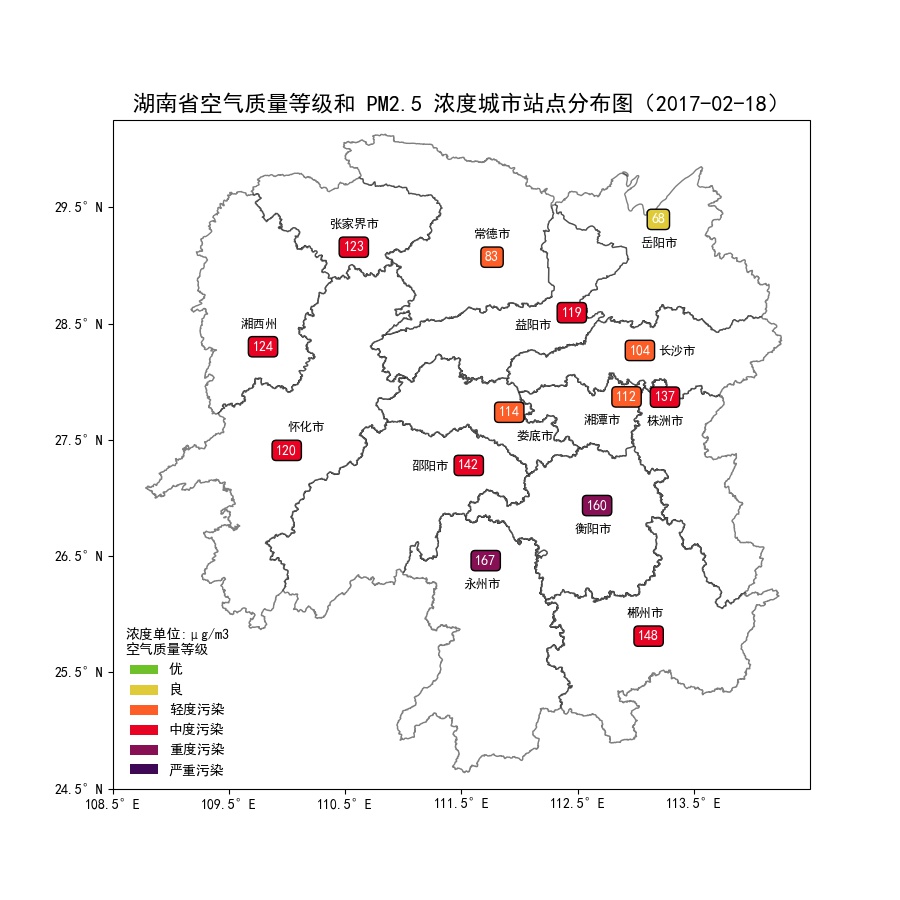 湖南省空气质量等级和 PM2.5 浓度城市站点分布图（2017-02-18）
29.5° N
28.5° N
27.5° N
26.5° N
25.5° N
24.5° N
68
岳阳市
张家界市
123
常德市
83
119
益阳市
湘西州
124
104
长沙市
112
湘潭市
137
株洲市
114
娄底市
怀化市
120
邵阳市
142
160
衡阳市
167
永州市
郴州市
148
浓度单位:μg/m3
空气质量等级
优
良
轻度污染
中度污染
重度污染
严重污染
108.5° E
109.5° E
110.5° E
111.5° E
112.5° E
113.5° E